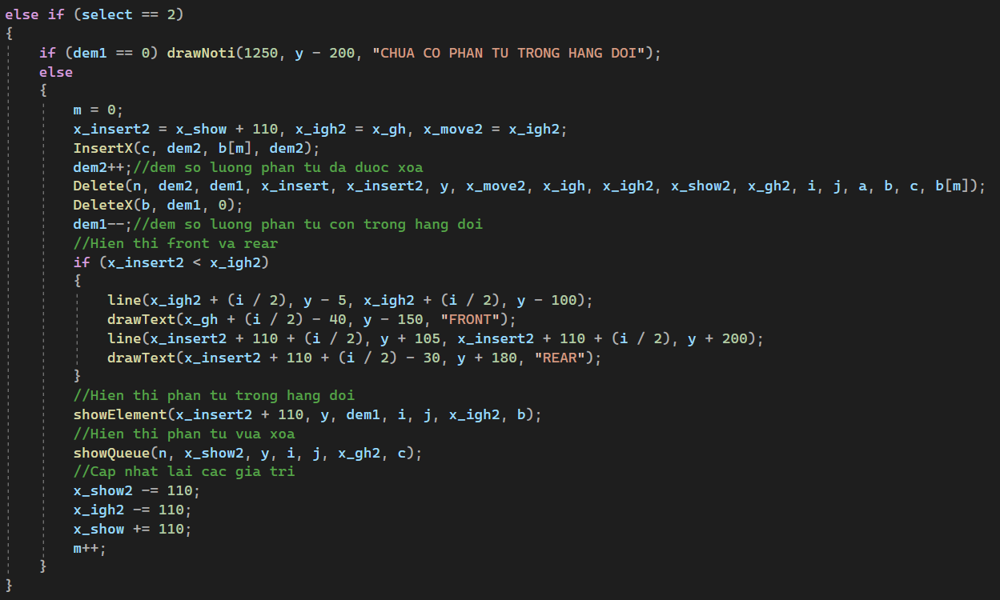 else if (select == 2)
{
if (dem1 == 0) drawNoti(1250, y - 200, "CHUA CO PHAN TU TRONG HANG DOI");
else
{
m = 0;
x_insert2 = x_show + 110, x_igh2 = x_gh, x_move2 = x_igh2;
InsertX(c, dem2, b[m], dem2);
dem2++;//dem so luong phan tu da duoc xoa
Delete(n, dem2, dem1, x_insert, x_insert2, y, x_move2, x_igh, x_igh2, x_show2, x_gh2, i, j, a, b, c, b[m]);
DeleteX(b, dem1, 0);
dem1--;//dem so luong phan tu con trong hang doi
//Hien thi front va rear
if (x_insert2 < x_igh2)
{
line(x_igh2 + (i / 2), y - 5, x_igh2 + (i / 2), y - 100);
drawText(x_gh + (i / 2) - 40, y - 150, "FRONT");
line(x_insert2 + 110 + (i / 2), y + 105, x_insert2 + 110 + (i / 2), y + 200);
drawText(x_insert2 + 110 + (i / 2) - 30, y + 180, "REAR");
}
//Hien thi phan tu trong hang doi
showElement(x_insert2 + 110, y, dem1, i, j, x_igh2, b);
//Hien thi phan tu vua xoa
showQueue(n, x_show2, y, i, j, x_gh2, c);
//Cap nhat lai cac gia tri
x_show2 -= 110;
x_igh2 -= 110;
x_show += 110;
m++;
}
}